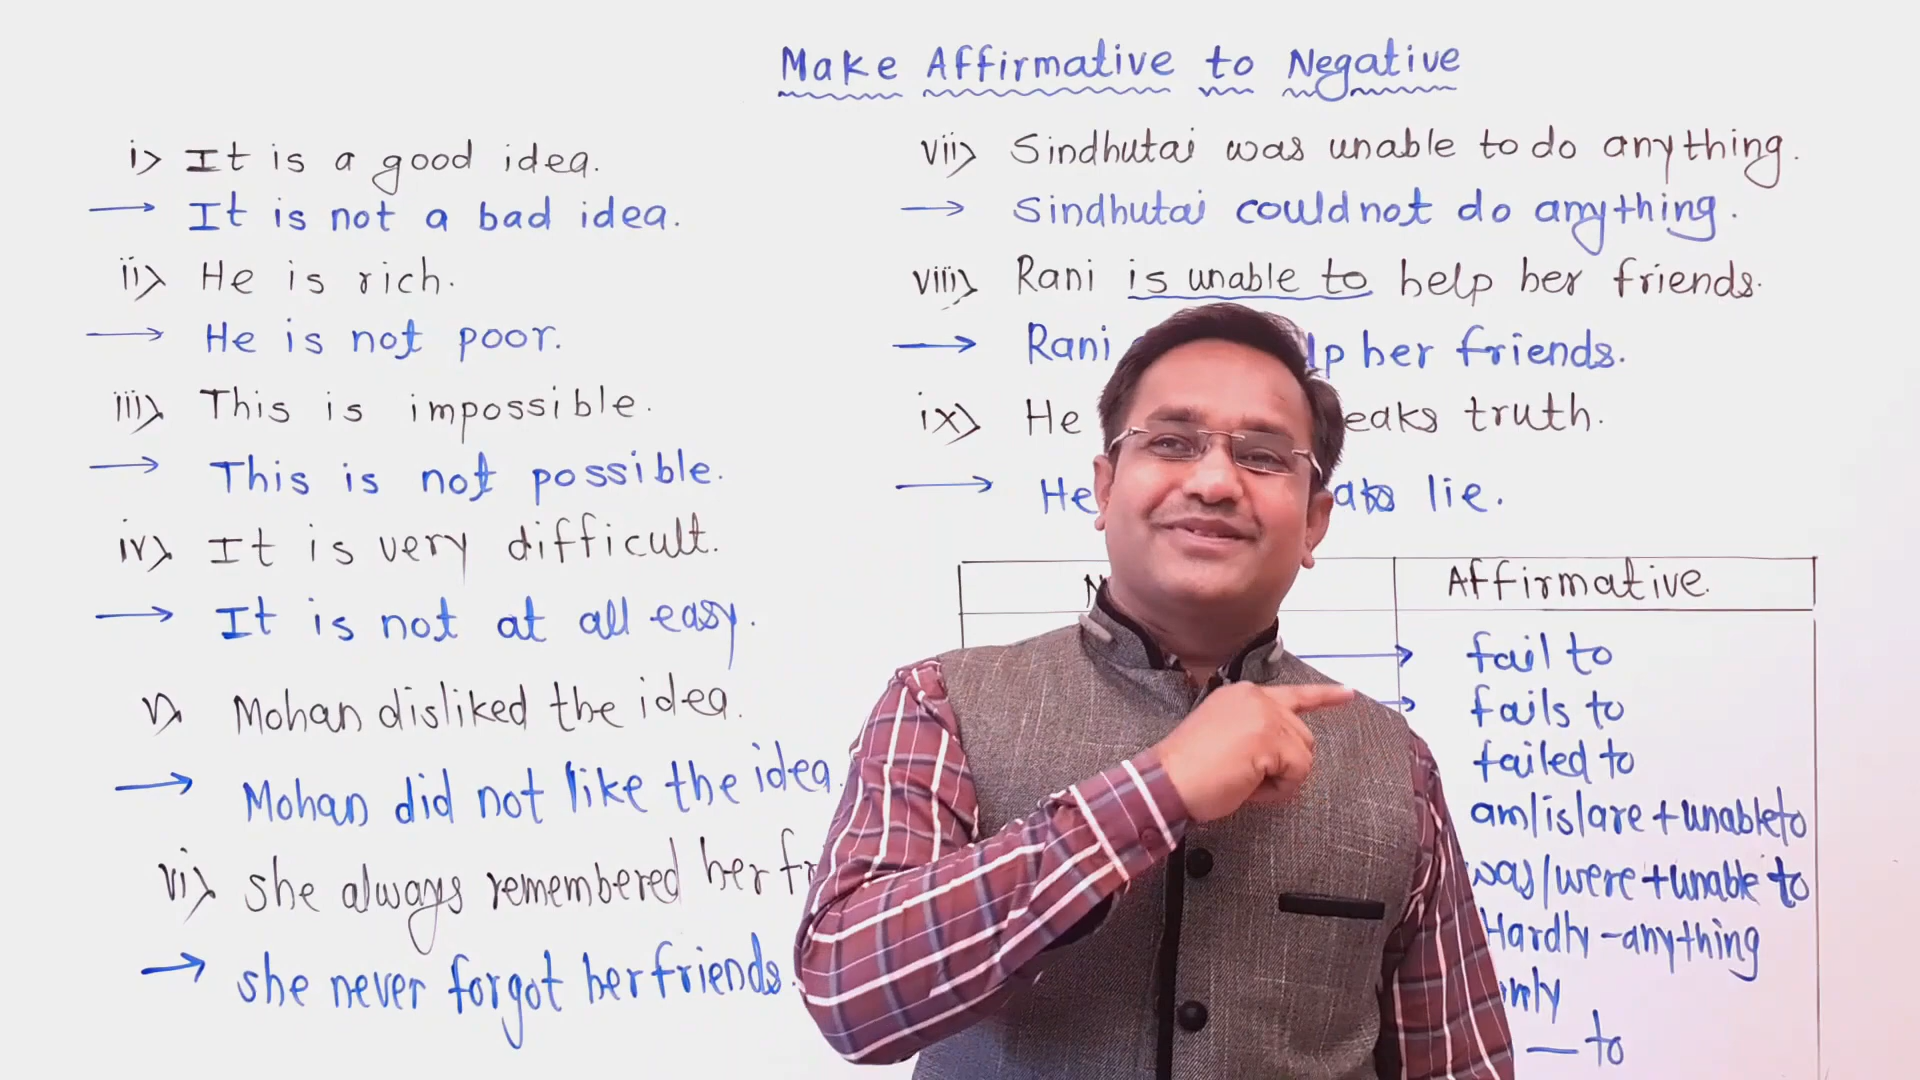 Make Affirmative to Negative
i> It is a good idea.
→ It is not a bad idea.
ii> He is rich.
→ He is not poor.
iii> This is impossible.
→ This is not possible.
iv> It is very difficult.
→ It is not at all easy.
v> Mohan disliked the idea.
→ Mohan did not like the idea.
vi> she always remembered her
→ she never forgot her friends.
vii> Sindhutai was unable to do anything.
→ Sindhutai could not do anything.
viii> Rani is unable to help her friends.
→ Rani her friends.
ix> He truth.
→ He lie.
Affirmative
→ fail to
→ fails to
failed to
am/is/are + unable to
was/were + unable to
Hardly - anything
— to